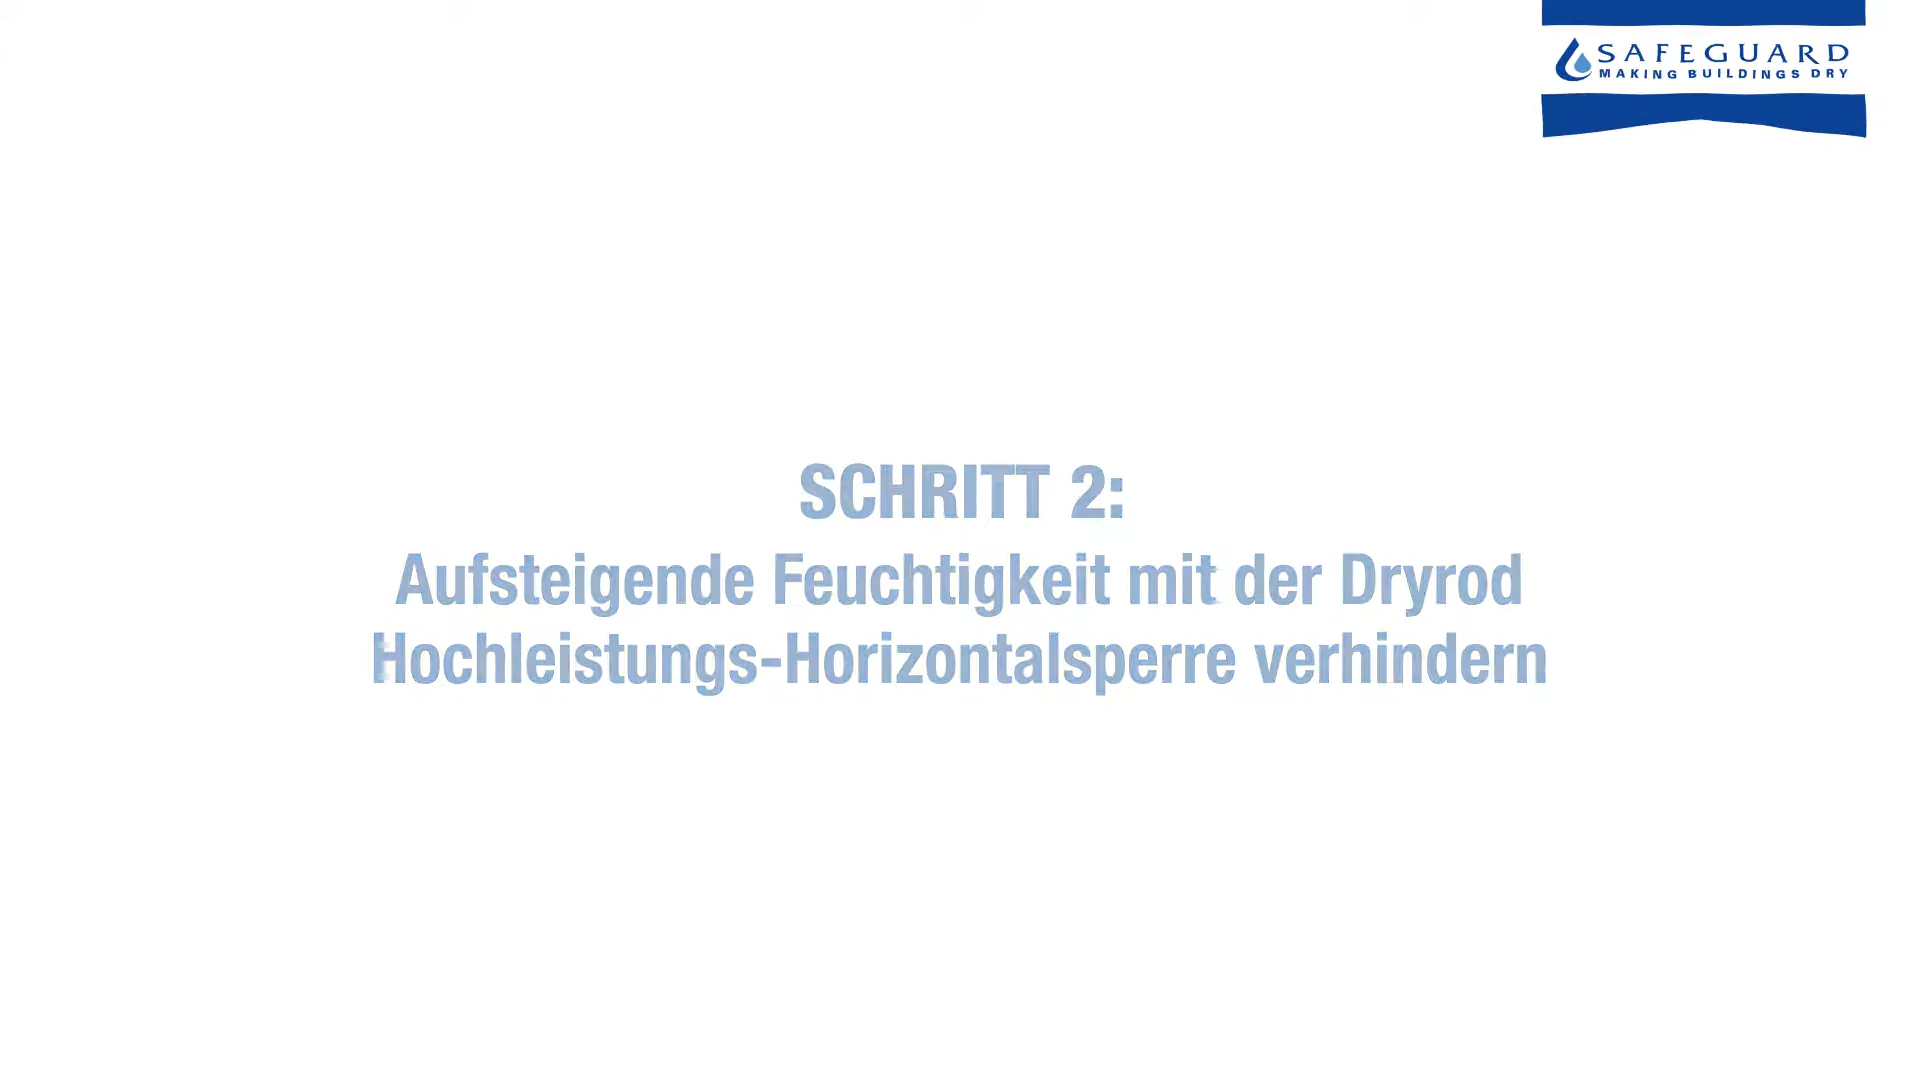 SAFEGUARD
MAKING BUILDINGS DRY
SCHRITT 2:
Aufsteigende Feuchtigkeit mit der Dryrod
Hochleistungs-Horizontalsperre verhindern